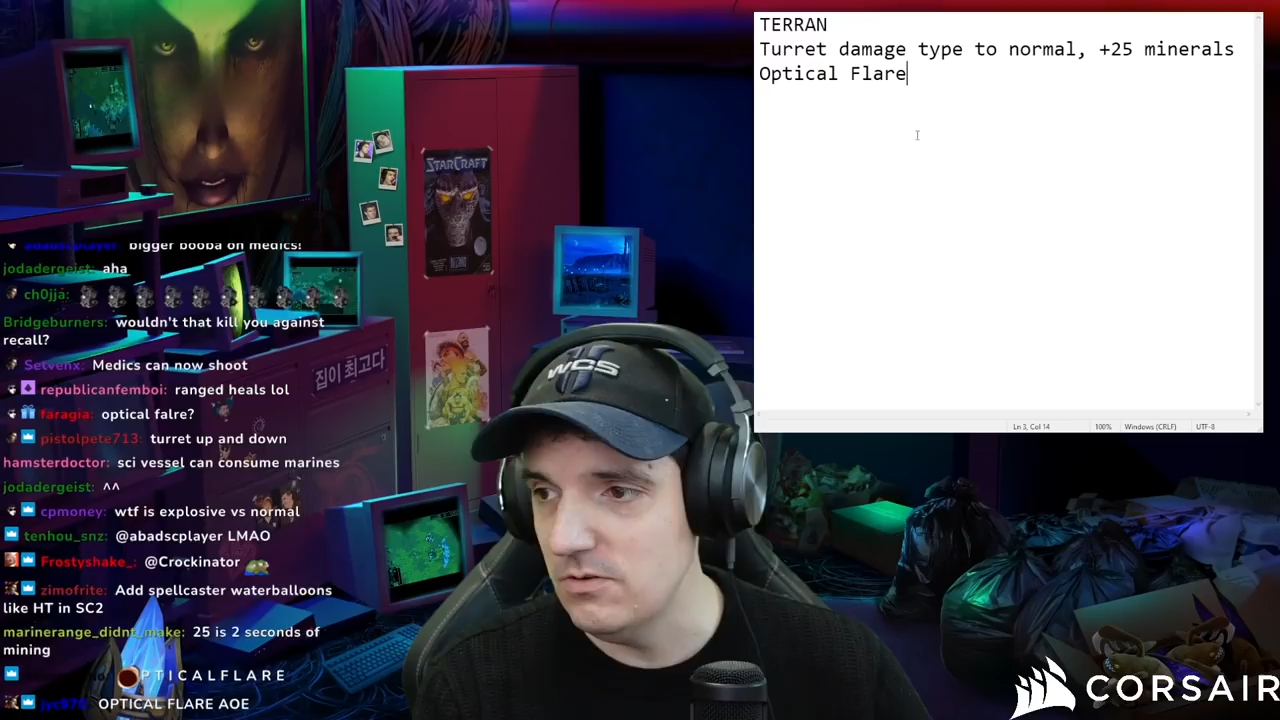 TERRAN
Turret damage type to normal, +25 minerals
Optical Flare
Ln 3, Col 14
100%
Windows (CRLF)
UTF-8
STARCRAFT
집이 최고다
WCS
bigger booba on medics!
jodadergeist: aha
ch0jja:
Bridgeburners: wouldn't that kill you against
recall?
Setvenx: Medics can now shoot
republicanfemboi: ranged heals lol
faragia: optical falre?
pistolpete713: turret up and down
hamsterdoctor: sci vessel can consume marines
jodadergeist: ^^
cpmoney: wtf is explosive vs normal
tenhou_snz: @abadscplayer LMAO
Frostyshake_: @Crockinator
zimofrite: Add spellcaster waterballoons
like HT in SC2
marinerange_didnt_make: 25 is 2 seconds of
mining
P T I C A L F L A R E
OPTICAL FLARE AOE
CORSAIR